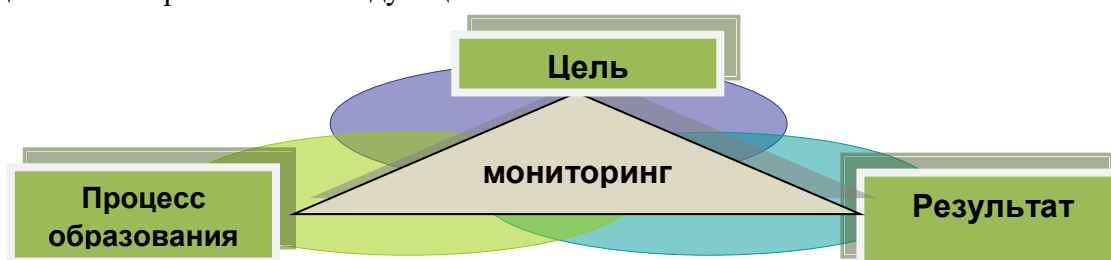 Цель
мониторинг
Процесс
образования
Результат